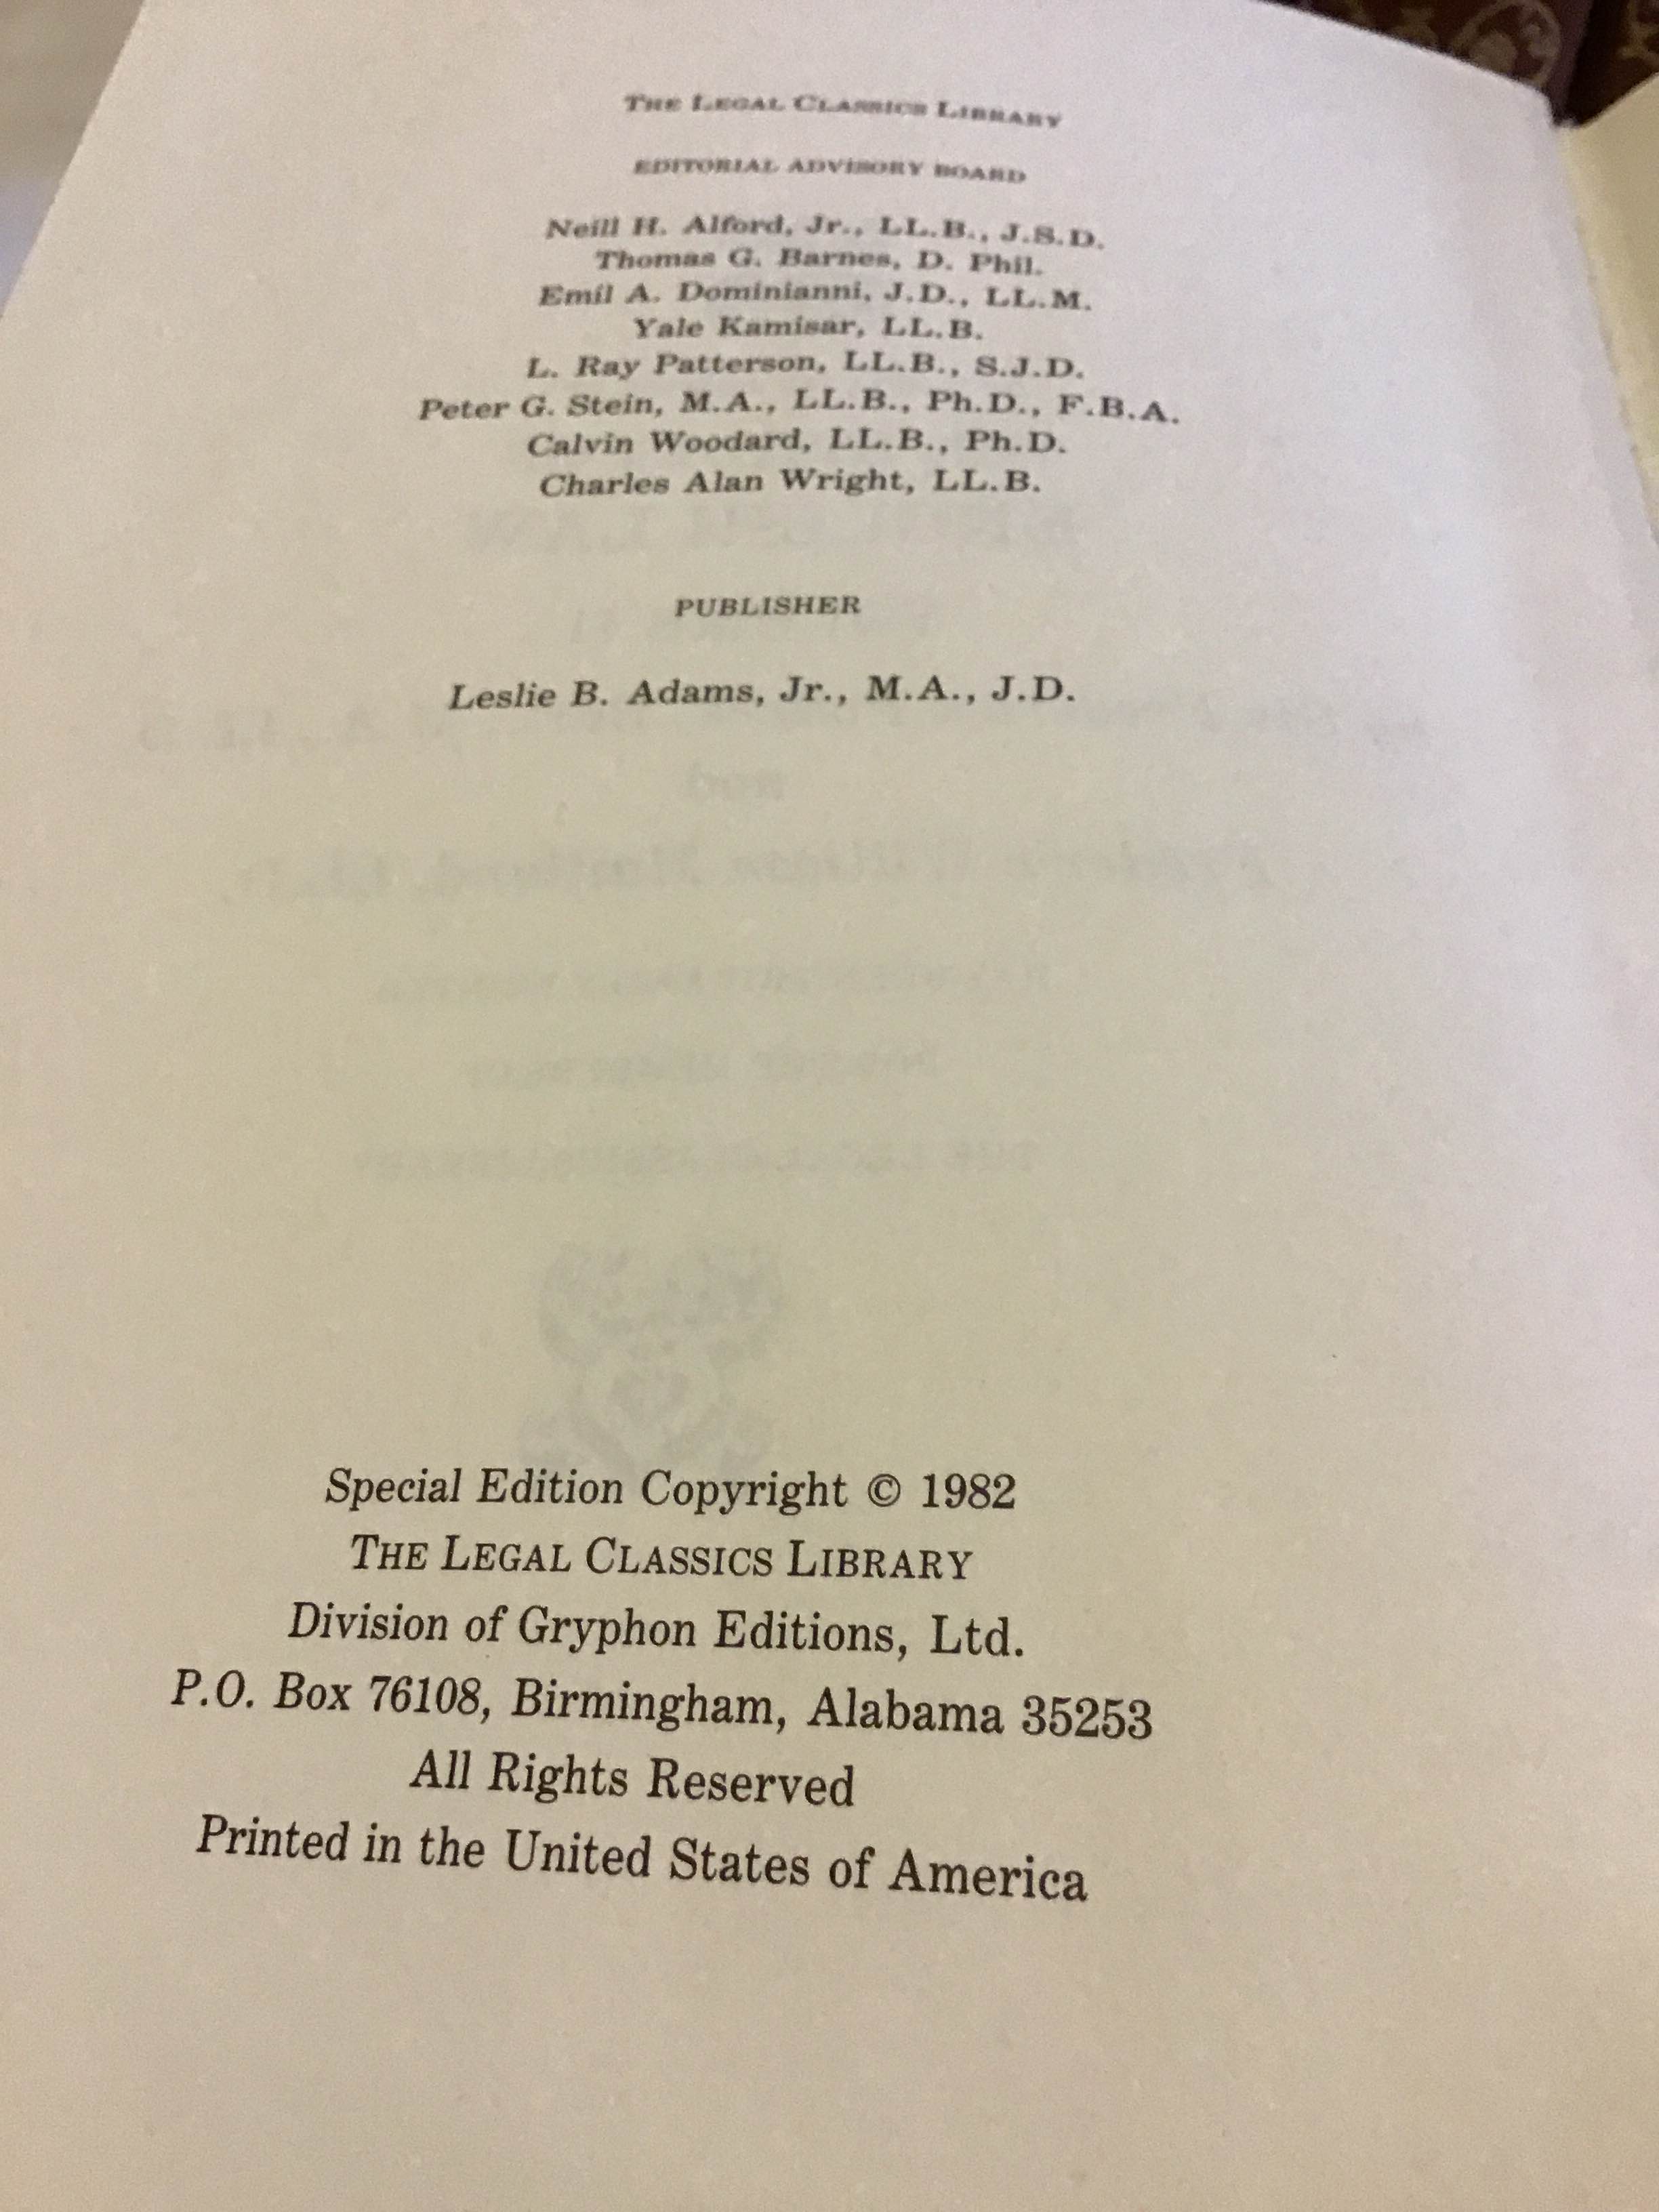 THE LEGAL CLASSICS LIBRARY
EDITORIAL ADVISORY BOARD
Neill H. Alford, Jr., LL.B., J.S.D.
Thomas G. Barnes, D. Phil.
Emil A. Dominianni, J.D., LL.M.
Yale Kamisar, LL.B.
L. Ray Patterson, LL.B., S.J.D.
Peter G. Stein, M.A., LL.B., Ph.D., F.B.A.
Calvin Woodard, LL.B., Ph.D.
Charles Alan Wright, LL.B.
PUBLISHER
Leslie B. Adams, Jr., M.A., J.D.
Special Edition Copyright © 1982
THE LEGAL CLASSICS LIBRARY
Division of Gryphon Editions, Ltd.
P.O. Box 76108, Birmingham, Alabama 35253
All Rights Reserved
Printed in the United States of America